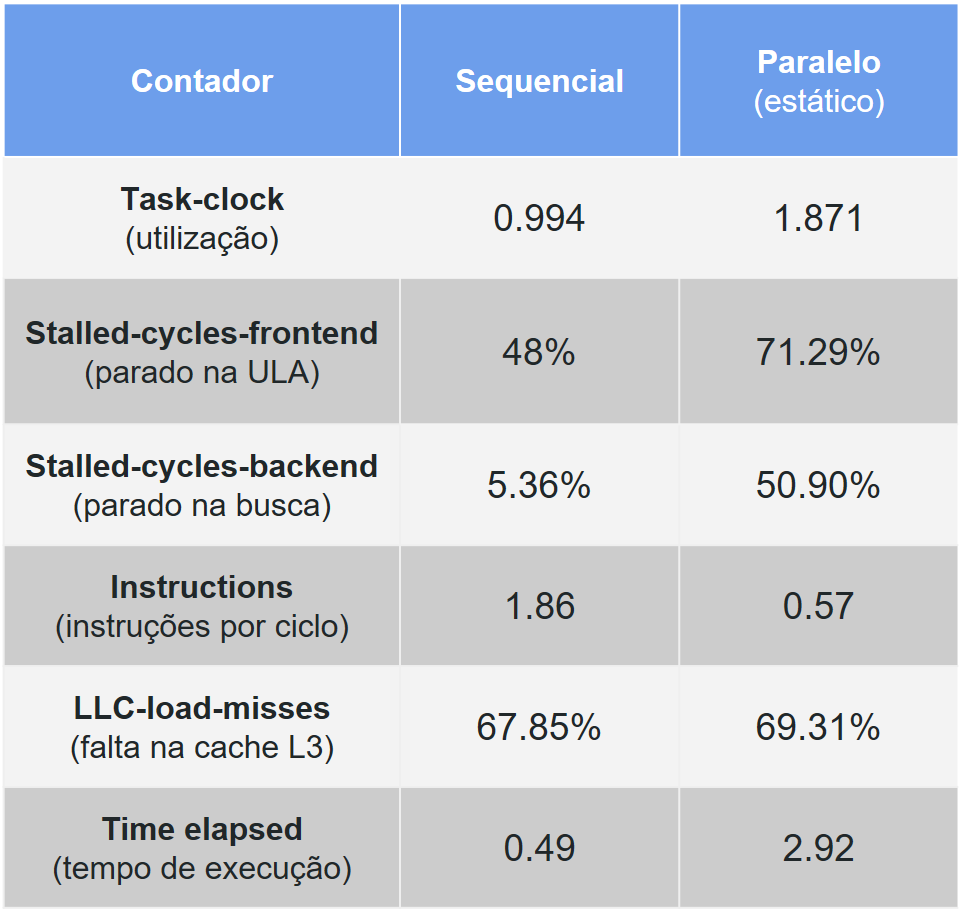 Contador Sequencial Paralelo
(estático)
Task-clock
(utilização) 0.994 1.871
Stalled-cycles-frontend
(parado na ULA) 48% 71.29%
Stalled-cycles-backend
(parado na busca) 5.36% 50.90%
Instructions
(instruções por ciclo) 1.86 0.57
LLC-load-misses
(falta na cache L3) 67.85% 69.31%
Time elapsed
(tempo de execução) 0.49 2.92